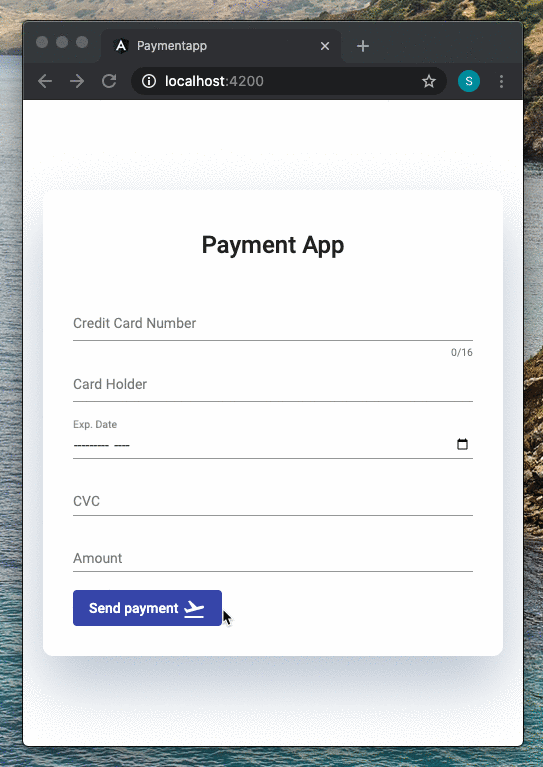 Paymentapp
localhost:4200
S
Payment App
Credit Card Number
0/16
Card Holder
Exp. Date
--------- ----
CVC
Amount
Send payment